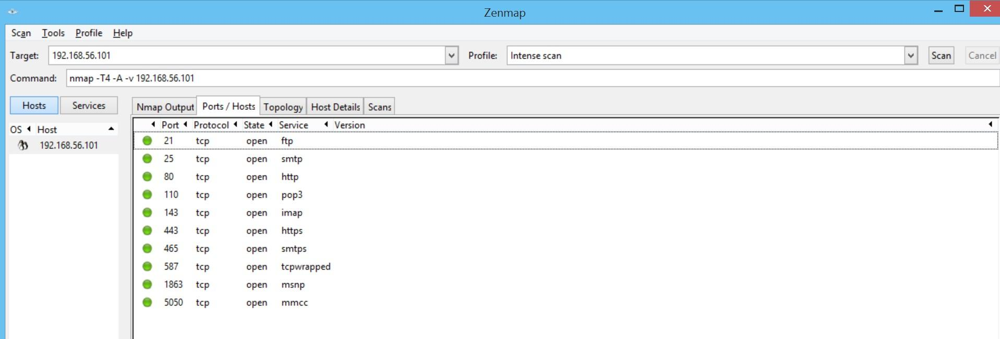 Zenmap
Scan Tools Profile Help
Target: 192.168.56.101 Profile: Intense scan Scan Cancel
Command: nmap -T4 -A -v 192.168.56.101
Hosts Services Nmap Output Ports / Hosts Topology Host Details Scans
OS Host Port Protocol State Service Version
192.168.56.101
21 tcp open ftp
25 tcp open smtp
80 tcp open http
110 tcp open pop3
143 tcp open imap
443 tcp open https
465 tcp open smtps
587 tcp open tcpwrapped
1863 tcp open msnp
5050 tcp open mmcc